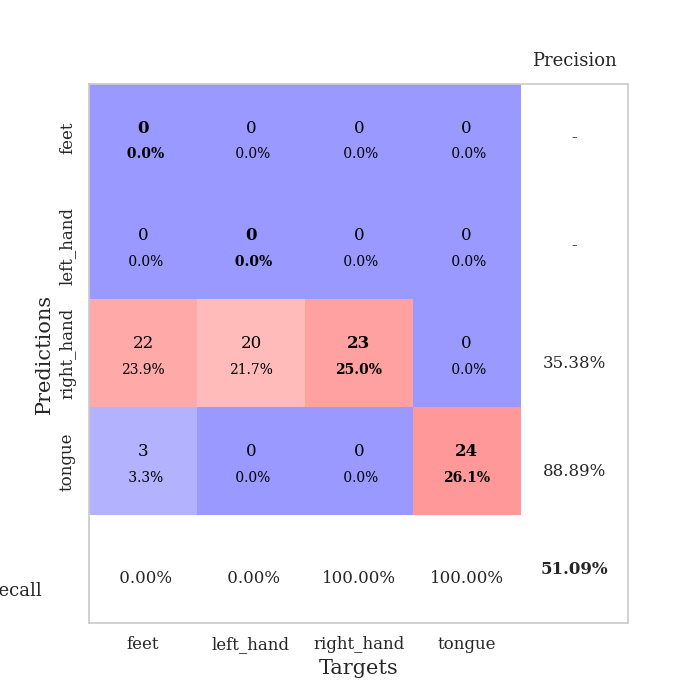 Precision
feet
0 0 0 0
0.0% 0.0% 0.0% 0.0%
-
left_hand
0 0 0 0
0.0% 0.0% 0.0% 0.0%
-
Predictions
right_hand
22 20 23 0
23.9% 21.7% 25.0% 0.0%
35.38%
tongue
3 0 0 24
3.3% 0.0% 0.0% 26.1%
88.89%
ecall
0.00% 0.00% 100.00% 100.00% 51.09%
feet left_hand right_hand tongue
Targets